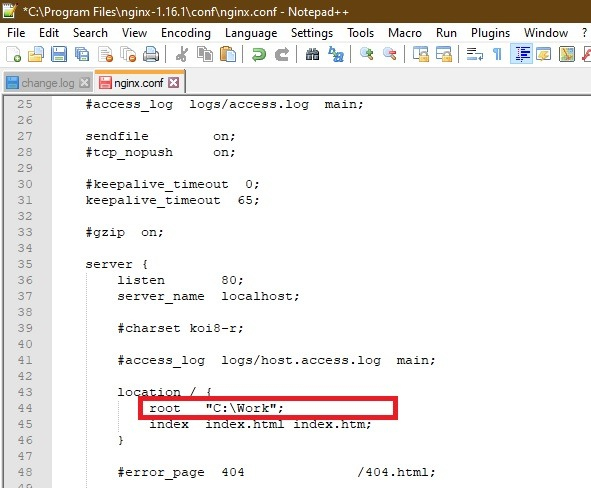 *C:\Program Files\nginx-1.16.1\conf\nginx.conf - Notepad++
File Edit Search View Encoding Language Settings Tools Macro Run Plugins Window ?
change.log nginx.conf
25 #access_log logs/access.log main;
26
27 sendfile on;
28 #tcp_nopush on;
29
30 #keepalive_timeout 0;
31 keepalive_timeout 65;
32
33 #gzip on;
34
35 server {
36 listen 80;
37 server_name localhost;
38
39 #charset koi8-r;
40
41 #access_log logs/host.access.log main;
42
43 location / {
44 root "C:\Work";
45 index index.html index.htm;
46 }
47
48 #error_page 404 /404.html;
49